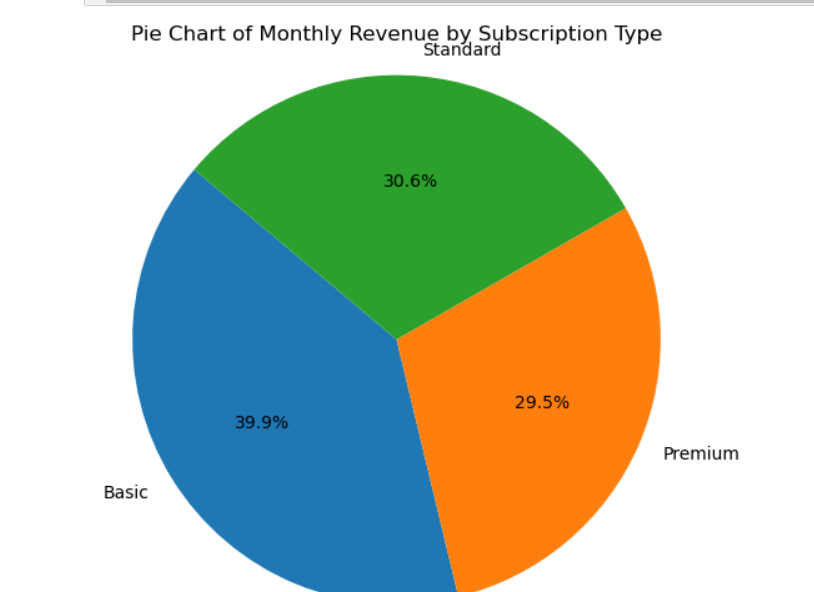 Pie Chart of Monthly Revenue by Subscription Type
Standard
30.6%
29.5%
39.9%
Premium
Basic